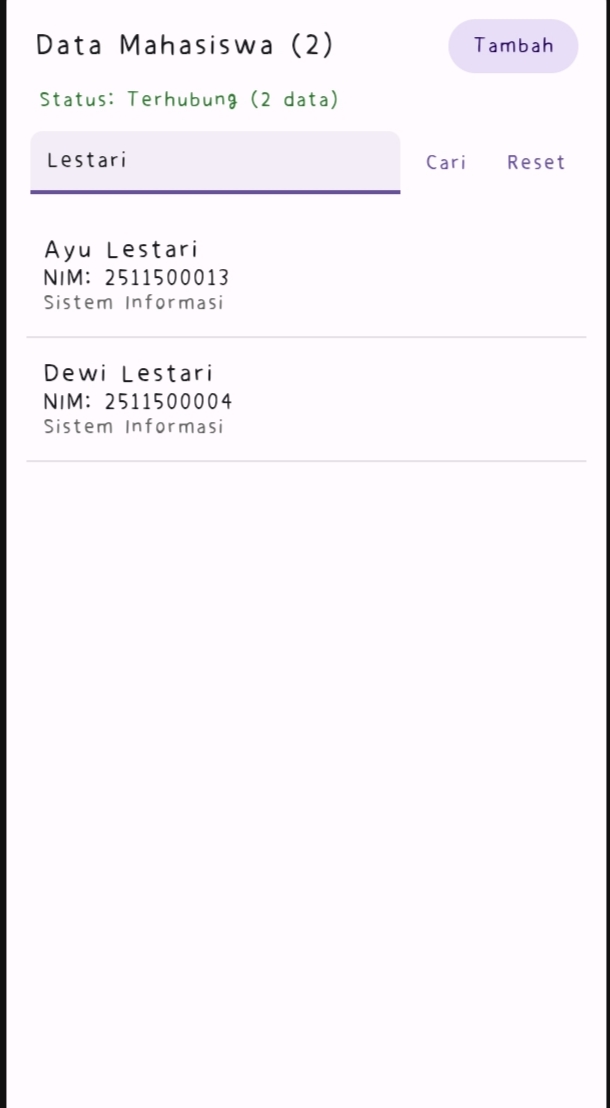 Data Mahasiswa (2)
Tambah
Status: Terhubung (2 data)
Lestari
Cari
Reset
Ayu Lestari
NIM: 2511500013
Sistem Informasi
Dewi Lestari
NIM: 2511500004
Sistem Informasi